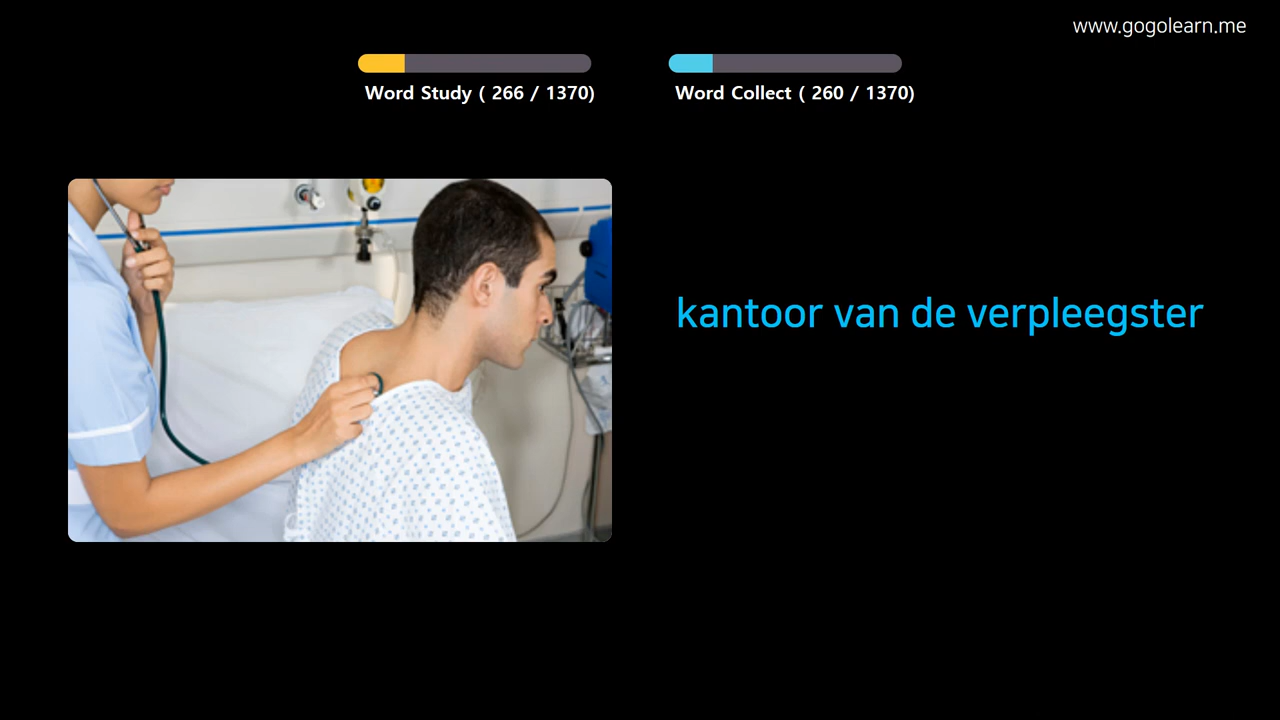 www.gogolearn.me
Word Study ( 266 / 1370)
Word Collect ( 260 / 1370)
kantoor van de verpleegster